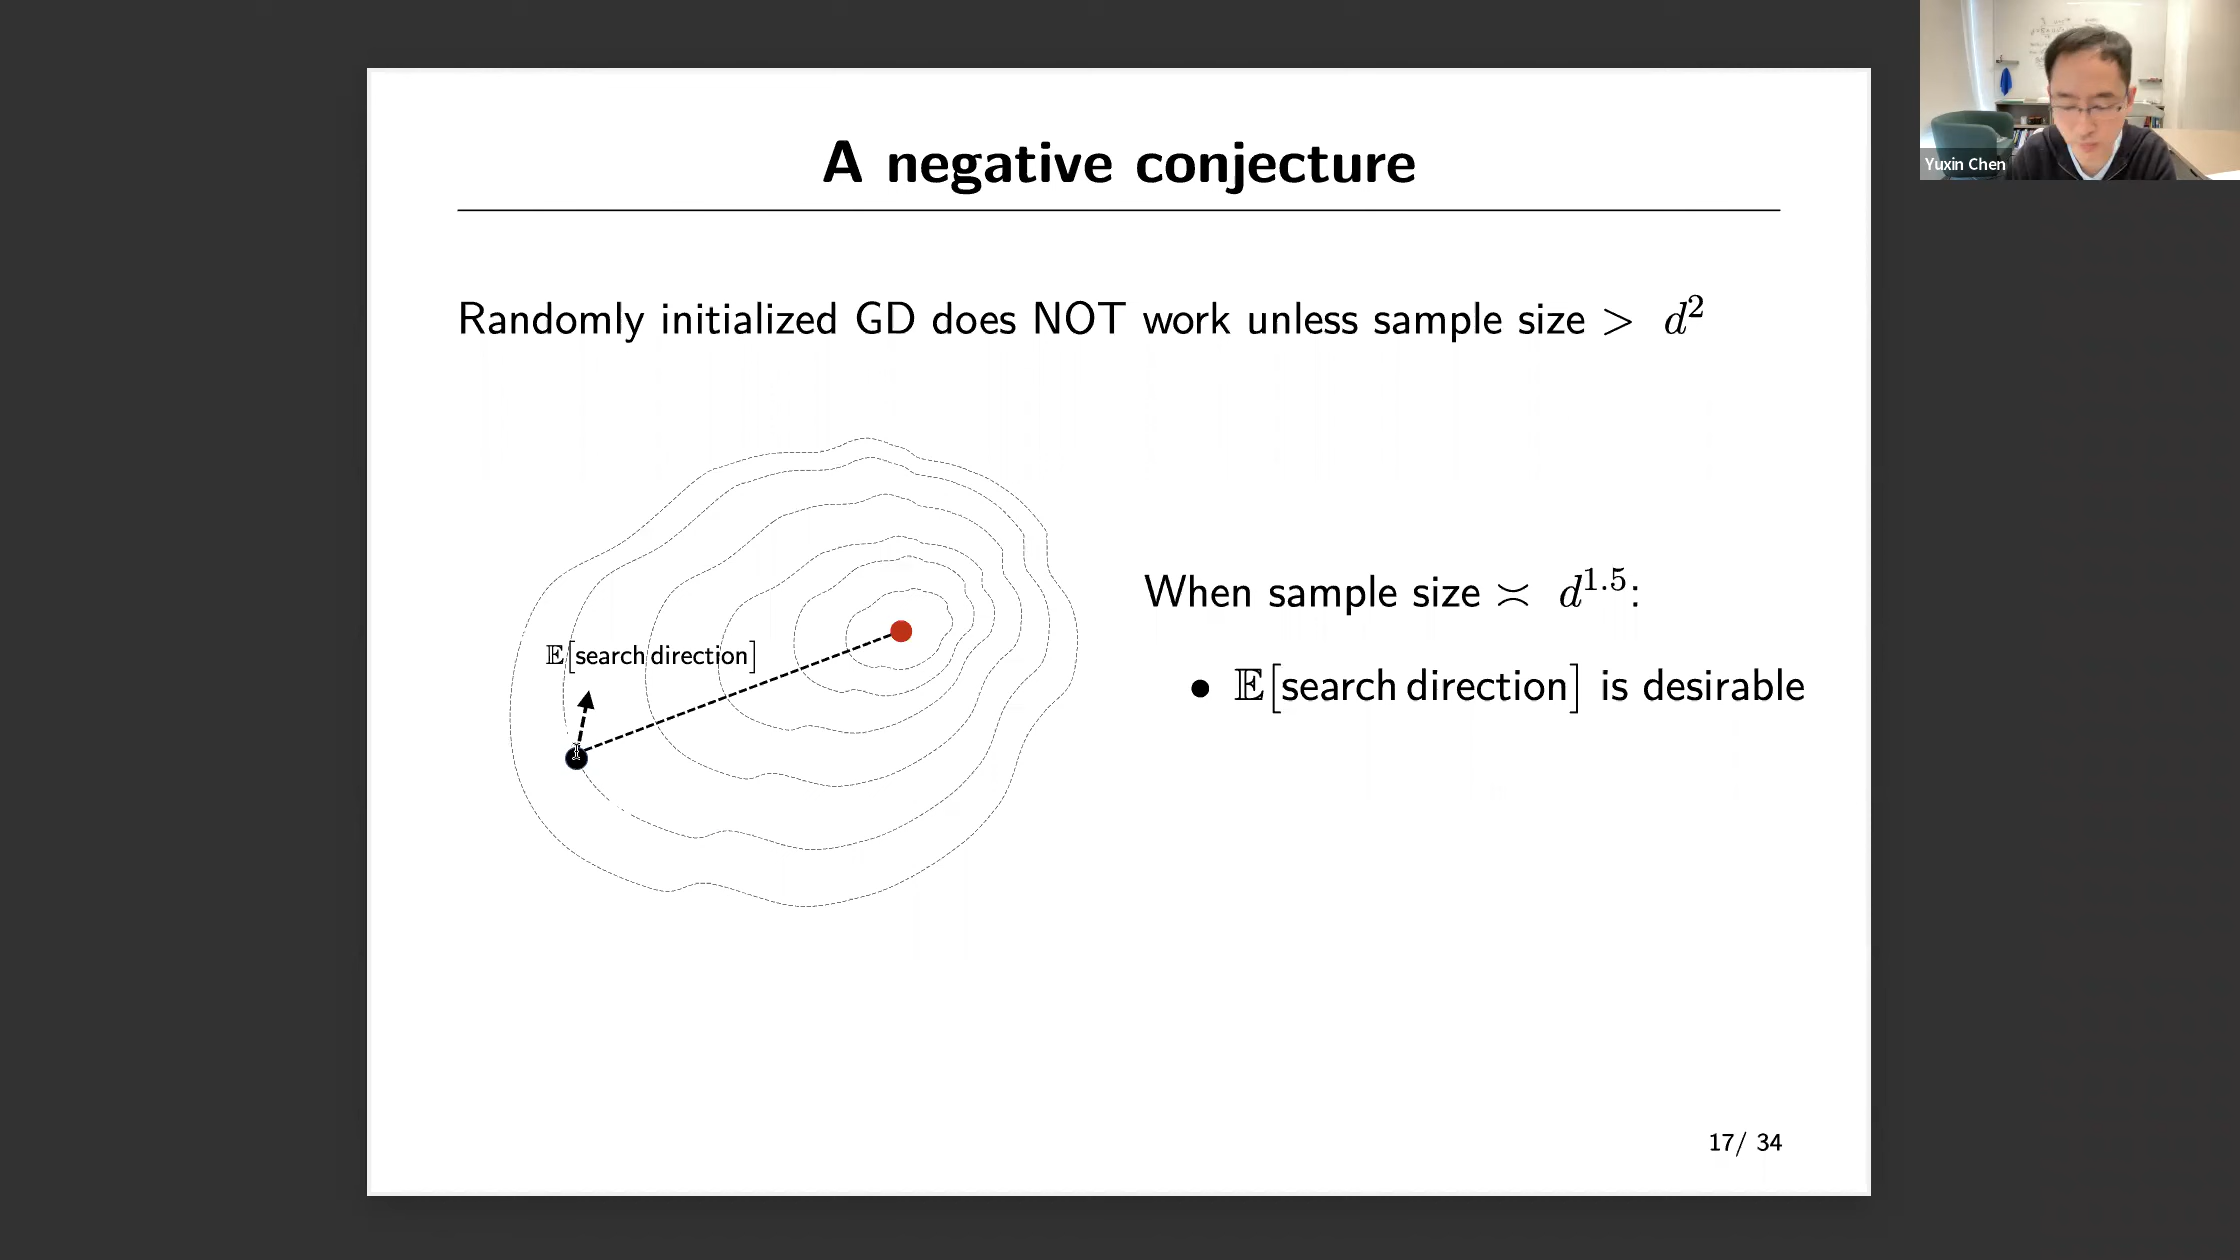 A negative conjecture
Randomly initialized GD does NOT work unless sample size > d²
𝔼[search direction]
When sample size ≍ d^{1.5}:
• 𝔼[search direction] is desirable
17/ 34
Yuxin Chen